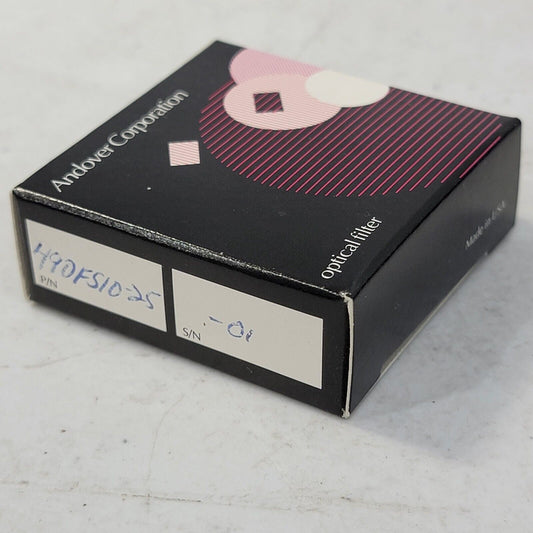 Andover Corporation
optical filter
Made in U.S.A.
490FS10-25
P/N
.-01
S/N